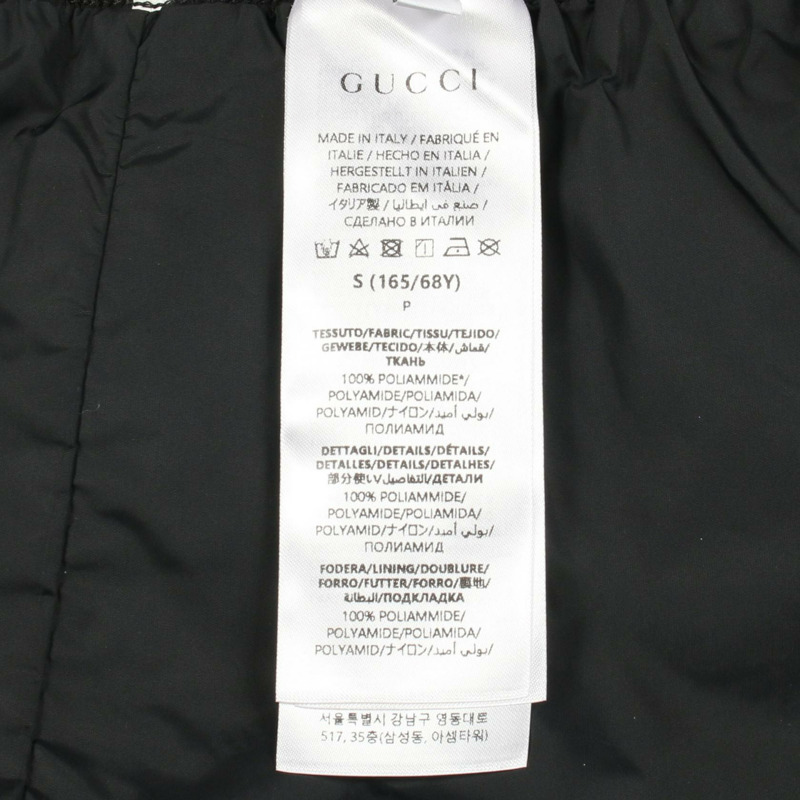 GUCCI
MADE IN ITALY / FABRIQUÉ EN
ITALIE / HECHO EN ITALIA /
HERGESTELLT IN ITALIEN /
FABRICADO EM ITÁLIA /
イタリア製 / صنع في ايطاليا /
СДЕЛАНО В ИТАЛИИ
S (165/68Y)
P
TESSUTO/FABRIC/TISSU/TEJIDO/
GEWEBE/TECIDO/本体/قماش/
ТКАНЬ
100% POLIAMMIDE*/
POLYAMIDE/POLIAMIDA/
POLYAMID/ナイロン/بولي أميد/
ПОЛИАМИД
DETTAGLI/DETAILS/DÉTAILS/
DETALLES/DETAILS/DETALHES/
部分使い/التفاصيل/ДЕТАЛИ
100% POLIAMMIDE/
POLYAMIDE/POLIAMIDA/
POLYAMID/ナイロン/بولي أميد/
ПОЛИАМИД
FODERA/LINING/DOUBLURE/
FORRO/FUTTER/FORRO/裏地/
البطانة/ПОДКЛАДКА
100% POLIAMMIDE/
POLYAMIDE/POLIAMIDA/
POLYAMID/ナイロン/بولي أميد/
서울특별시 강남구 영동대로
517, 35층(삼성동, 아셈타워)